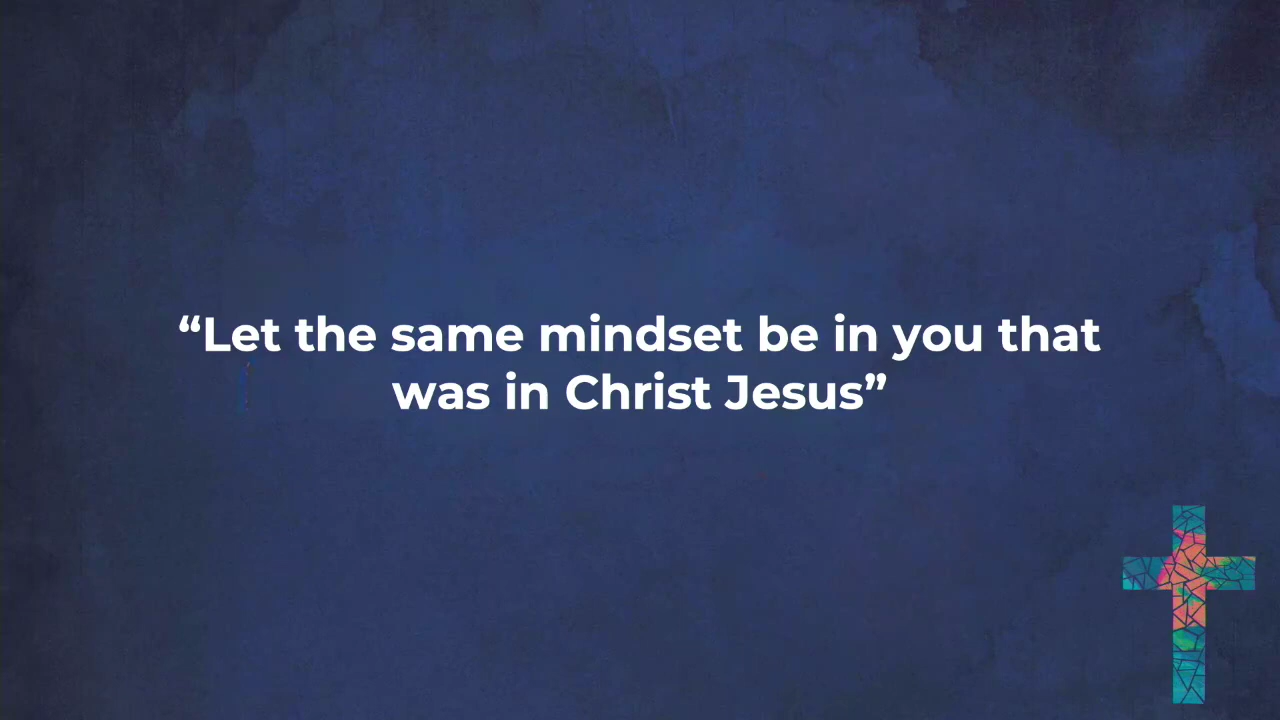 “Let the same mindset be in you that
was in Christ Jesus”